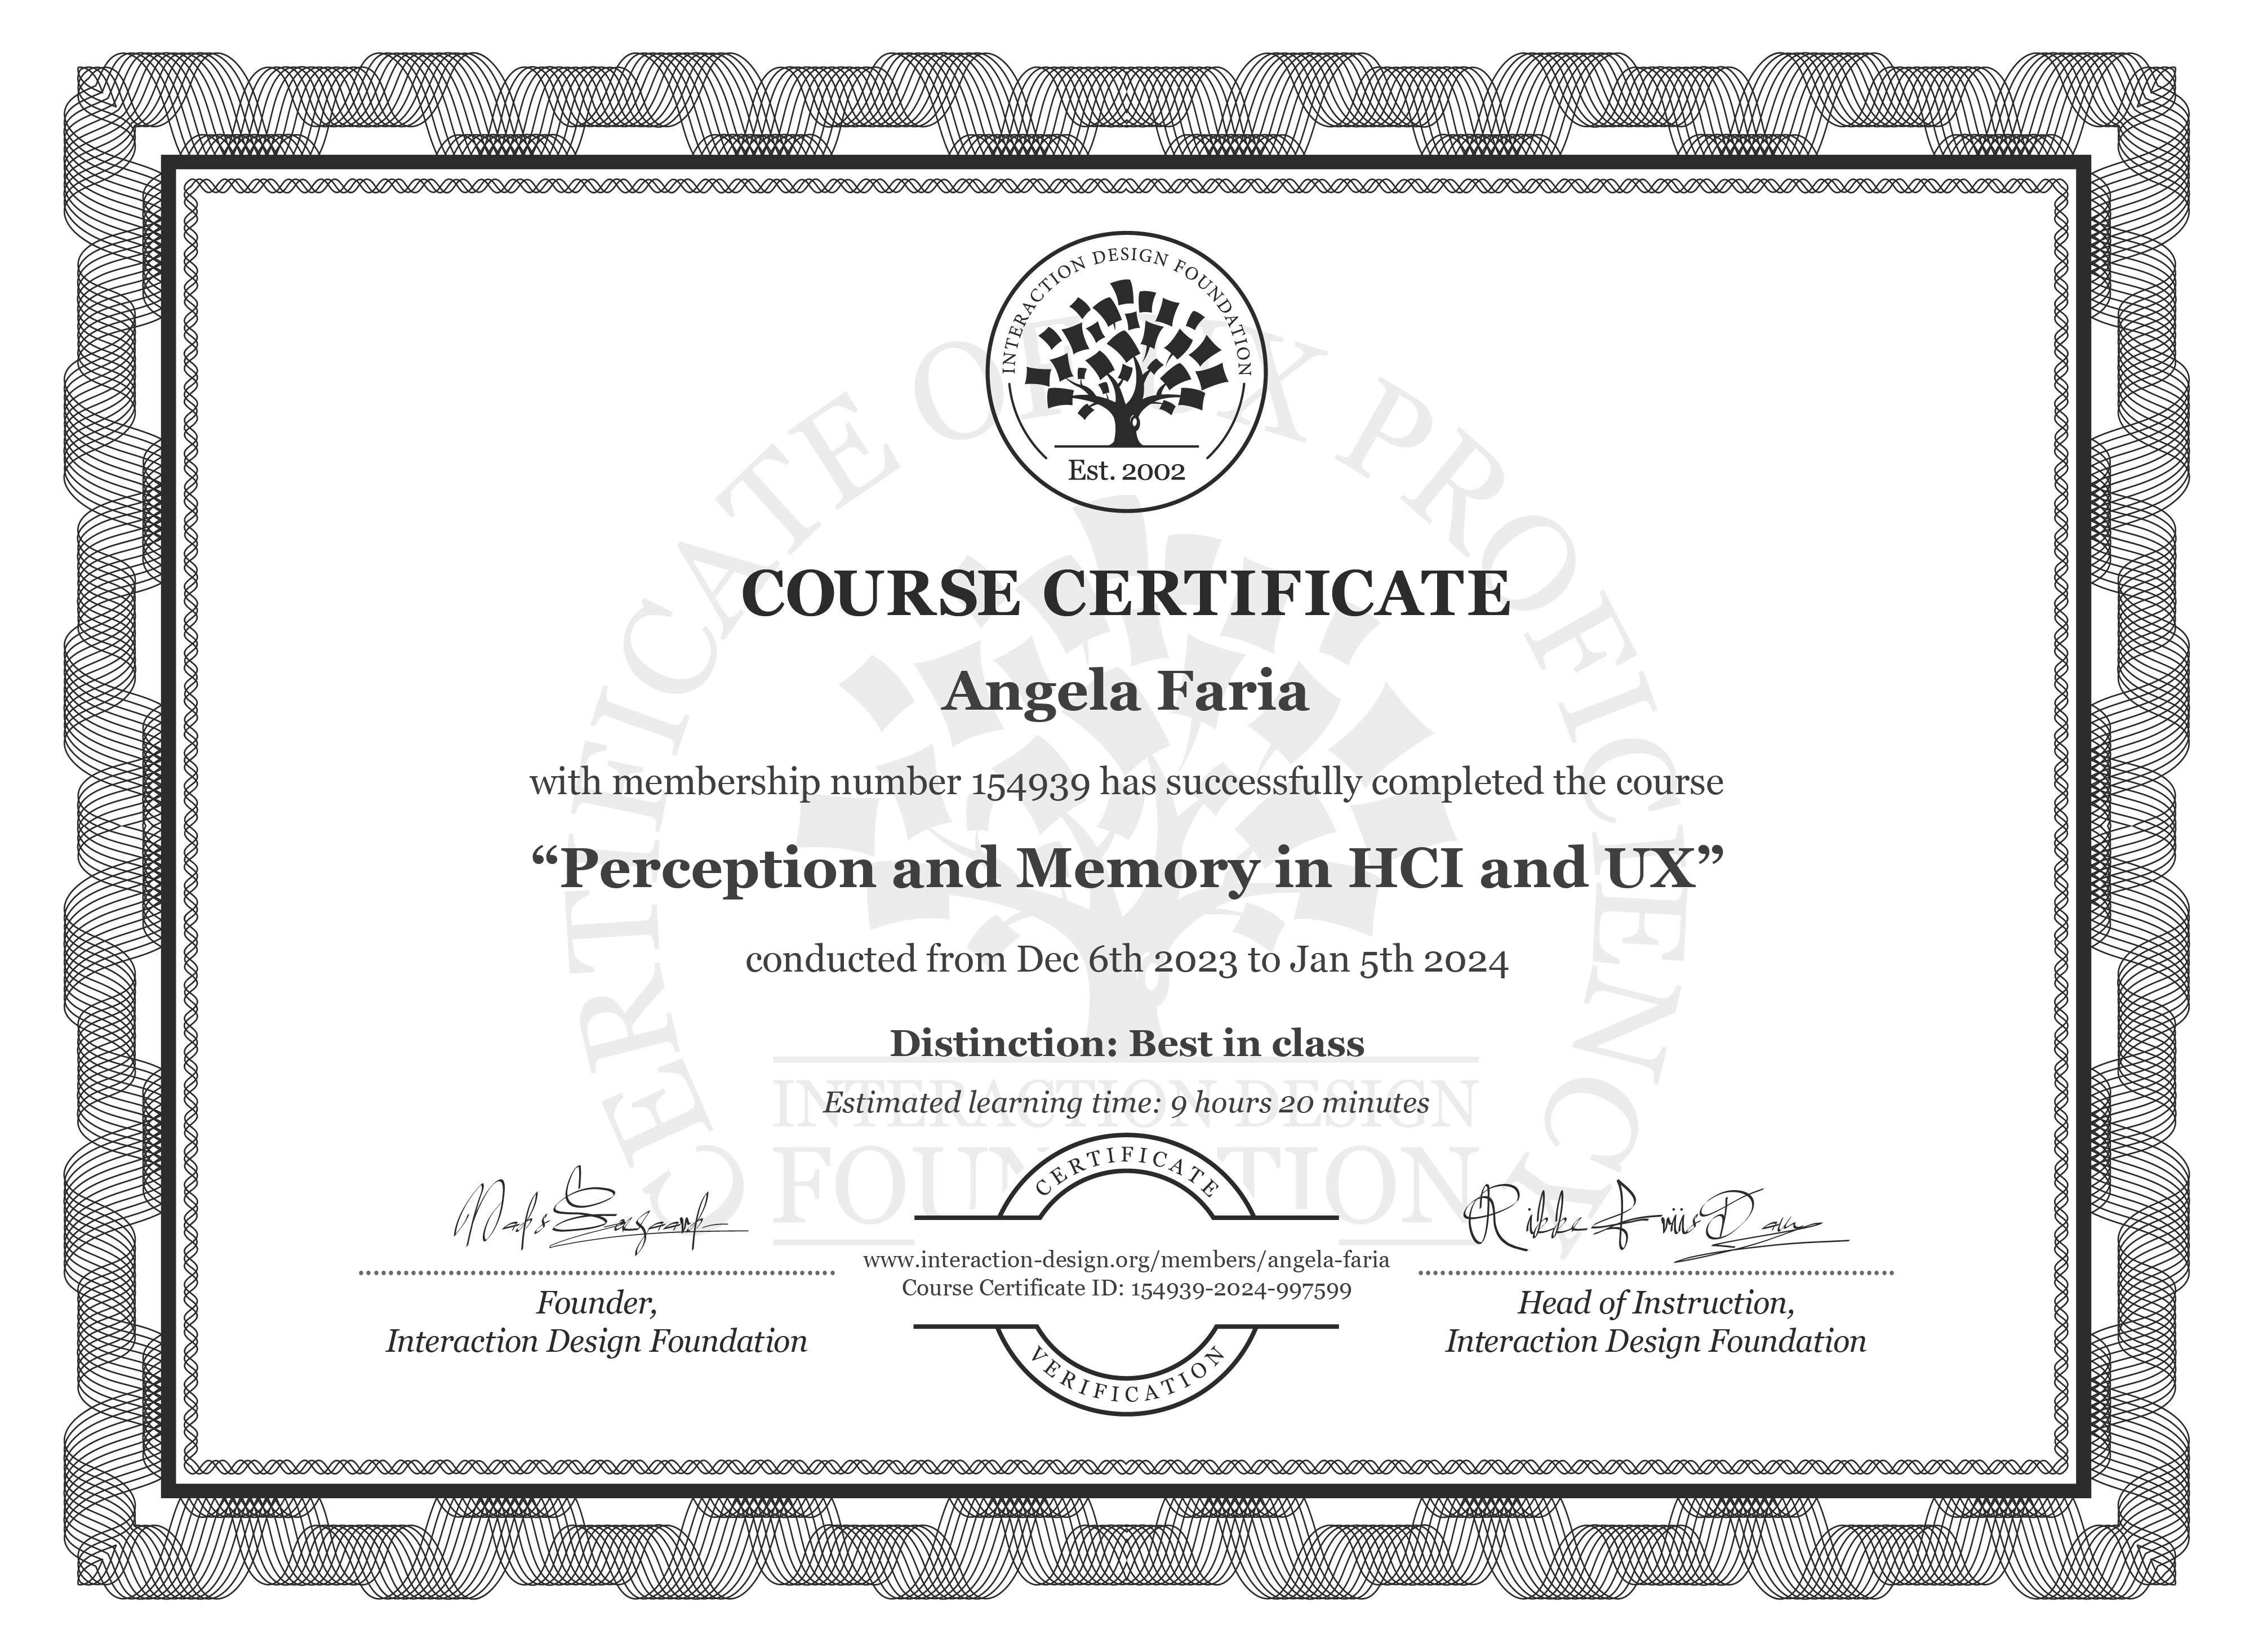 INTERACTION DESIGN FOUNDATION
Est. 2002
CERTIFICATE OF UX PROFICIENCY
COURSE CERTIFICATE
Angela Faria
with membership number 154939 has successfully completed the course
“Perception and Memory in HCI and UX”
conducted from Dec 6th 2023 to Jan 5th 2024
Distinction: Best in class
INTERACTION DESIGN
FOUNDATION
Estimated learning time: 9 hours 20 minutes
CERTIFICATE
www.interaction-design.org/members/angela-faria
Course Certificate ID: 154939-2024-997599
VERIFICATION
Founder,
Interaction Design Foundation
Rikke Friis Dam
Head of Instruction,
Interaction Design Foundation